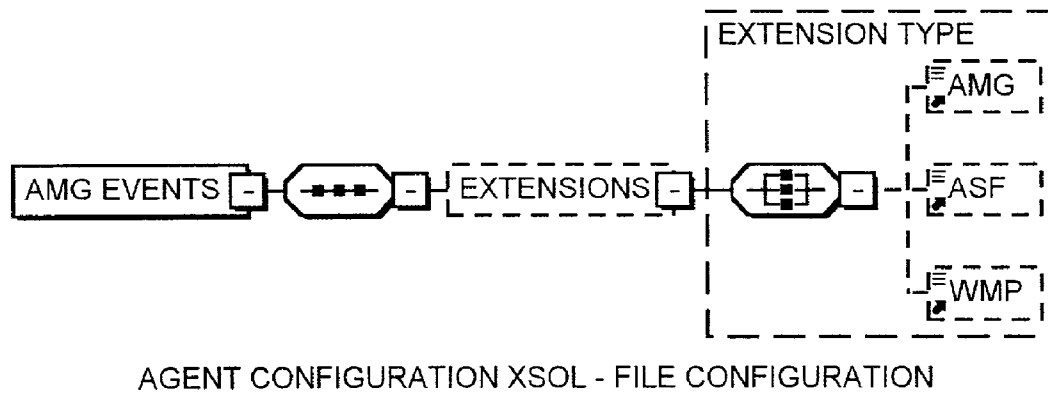 EXTENSION TYPE
AMG
AMG EVENTS
EXTENSIONS
ASF
WMP
AGENT CONFIGURATION XSOL - FILE CONFIGURATION